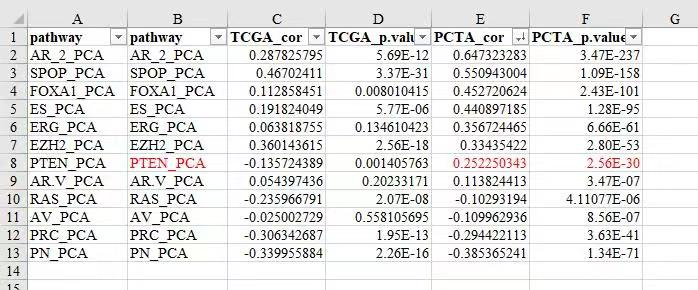 A B C D E F G
1 pathway pathway TCGA_cor TCGA_p.value PCTA_cor PCTA_p.value
2 AR_2_PCA AR_2_PCA 0.287825795 5.69E-12 0.647323283 3.47E-237
3 SPOP_PCA SPOP_PCA 0.46702411 3.37E-31 0.550943004 1.09E-158
4 FOXA1_PCA FOXA1_PCA 0.112858451 0.008010415 0.452720624 2.43E-101
5 ES_PCA ES_PCA 0.191824049 5.77E-06 0.440897185 1.28E-95
6 ERG_PCA ERG_PCA 0.063818755 0.134610423 0.356724465 6.66E-61
7 EZH2_PCA EZH2_PCA 0.360143615 2.56E-18 0.33435422 2.80E-53
8 PTEN_PCA PTEN_PCA -0.135724389 0.001405763 0.252250343 2.56E-30
9 AR.V_PCA AR.V_PCA 0.054397436 0.20233171 0.113824413 3.47E-07
10 RAS_PCA RAS_PCA -0.235966791 2.07E-08 -0.10293194 4.11077E-06
11 AV_PCA AV_PCA -0.025002729 0.558105695 -0.109962936 8.56E-07
12 PRC_PCA PRC_PCA -0.306342687 1.95E-13 -0.294422113 3.63E-41
13 PN_PCA PN_PCA -0.339955884 2.26E-16 -0.385365241 1.34E-71
14